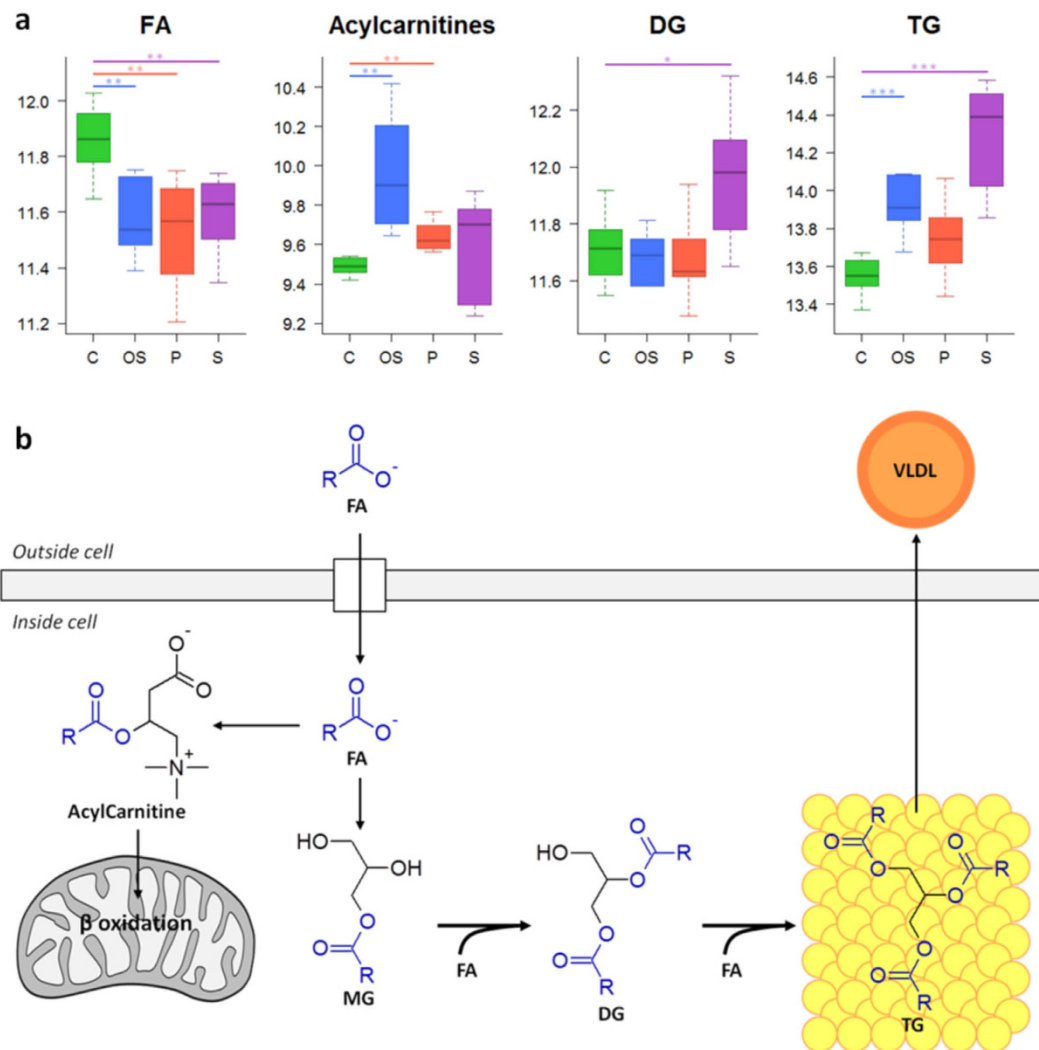 a
FA Acylcarnitines DG TG
** ** * ***
** ** ***
**
12.0
11.8
11.6
11.4
11.2
C OS P S
10.4
10.2
10.0
9.8
9.6
9.4
9.2
C OS P S
12.2
12.0
11.8
11.6
C OS P S
14.6
14.4
14.2
14.0
13.8
13.6
13.4
C OS P S
b
O
R O-
FA
VLDL
Outside cell
Inside cell
O-
O
O
R O
N+
AcylCarnitine
O
R O-
FA
β oxidation
HO
OH
O
O
R
MG
FA
HO
O
R
O
O
O
R
DG
FA
R
O
O
O
R
O
O
O
R
TG